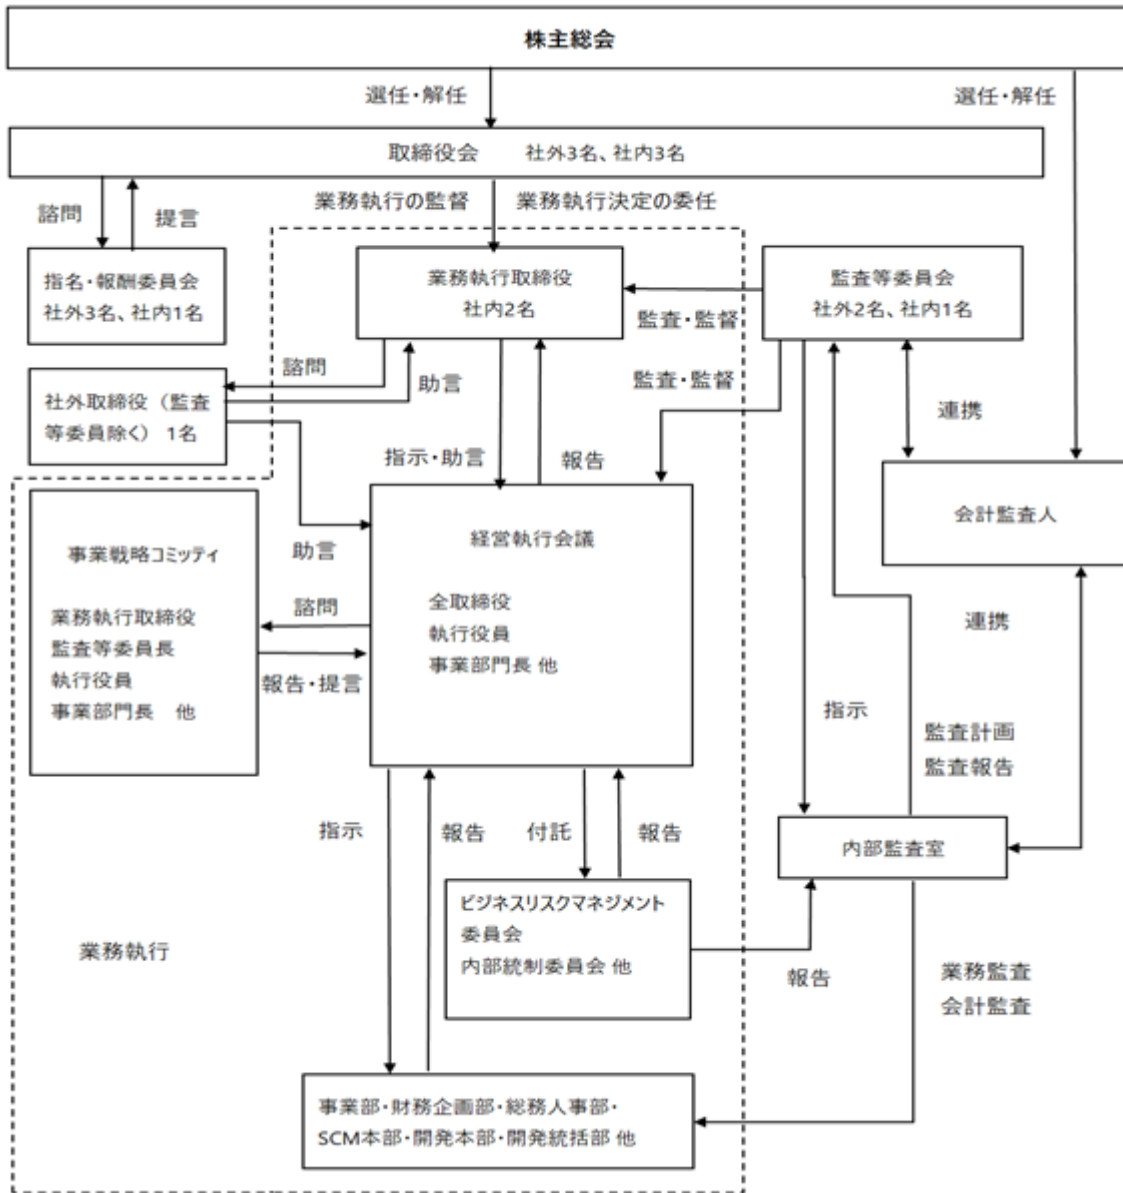 株主総会
選任・解任
選任・解任
取締役会　社外3名、社内3名
諮問
提言
業務執行の監督
業務執行決定の委任
指名・報酬委員会
社外3名、社内1名
業務執行取締役
社内2名
監査等委員会
社外2名、社内1名
監査・監督
諮問
助言
監査・監督
社外取締役（監査
等委員除く） 1名
連携
指示・助言
報告
助言
事業戦略コミッティ
業務執行取締役
監査等委員長
執行役員
事業部門長　他
諮問
報告・提言
経営執行会議
全取締役
執行役員
事業部門長 他
会計監査人
連携
指示
監査計画
監査報告
指示
報告
付託
報告
内部監査室
ビジネスリスクマネジメント
委員会
内部統制委員会 他
報告
業務執行
業務監査
会計監査
事業部・財務企画部・総務人事部・
SCM本部・開発本部・開発統括部 他